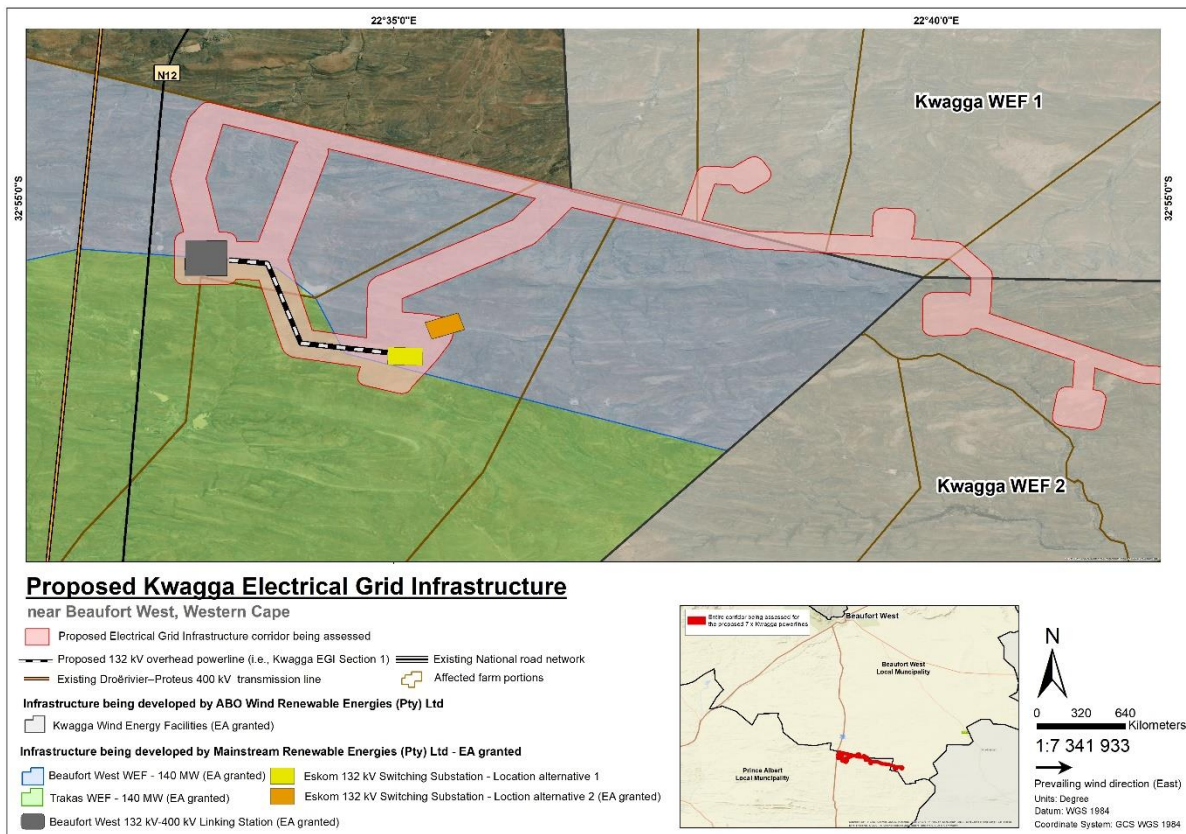 22°35'0"E
22°40'0"E
N12
Kwagga WEF 1
32°55'0"S
32°55'0"S
Kwagga WEF 2
Proposed Kwagga Electrical Grid Infrastructure
near Beaufort West, Western Cape
Proposed Electrical Grid Infrastructure corridor being assessed
Proposed 132 kV overhead powerline (i.e., Kwagga EGI Section 1)
Existing National road network
Existing Droërivier–Proteus 400 kV transmission line
Affected farm portions
Infrastructure being developed by ABO Wind Renewable Energies (Pty) Ltd
Kwagga Wind Energy Facilities (EA granted)
Infrastructure being developed by Mainstream Renewable Energies (Pty) Ltd - EA granted
Beaufort West WEF - 140 MW (EA granted)
Eskom 132 kV Switching Substation - Location alternative 1
Trakas WEF - 140 MW (EA granted)
Eskom 132 kV Switching Substation - Loction alternative 2 (EA granted)
Beaufort West 132 kV-400 kV Linking Station (EA granted)
Entire corridor being assessed for
the proposed 7 x Kwagga powerlines
Beaufort West
Beaufort West
Local Municipality
Prince Albert
Local Municipality
N
0 320 640
Kilometers
1:7 341 933
Prevailing wind direction (East)
Units: Degree
Datum: WGS 1984
Coordinate System: GCS WGS 1984